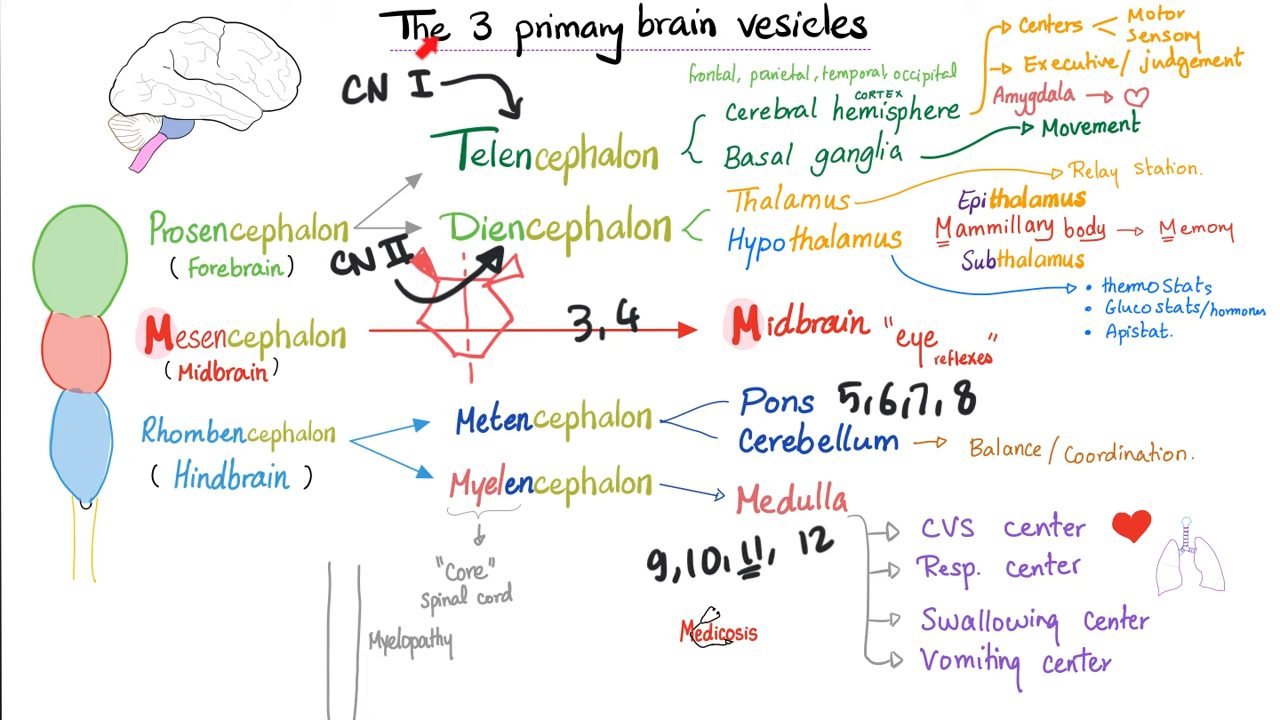 The 3 primary brain vesicles
CN I
Telencephalon
frontal, parietal, temporal, occipital
CORTEX
Cerebral hemisphere
Basal ganglia
Centers < Motor
Sensory
Executive/ judgement
Amygdala
Movement
Prosencephalon
(Forebrain)
Diencephalon
CN II
Thalamus
Hypothalamus
Relay station.
Epithalamus
Mammillary body → Memory
Subthalamus
• thermostats
• Glucostats/hormones
• Apistat.
Mesencephalon
(Midbrain)
3, 4
Midbrain "eye reflexes"
Rhombencephalon
(Hindbrain)
Metencephalon
Pons 5, 6, 7, 8
Cerebellum → Balance/Coordination.
Myelencephalon
Medulla
9, 10, 11, 12
"Core"
Spinal cord
Myelopathy
CVS center
Resp. center
Swallowing center
Vomiting center
Medicosis